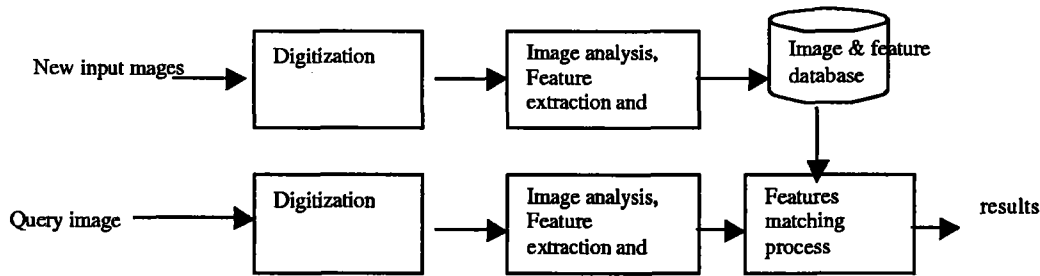 New input mages
Digitization
Image analysis,
Feature
extraction and
Image & feature
database
Query image
Digitization
Image analysis,
Feature
extraction and
Features
matching
process
results